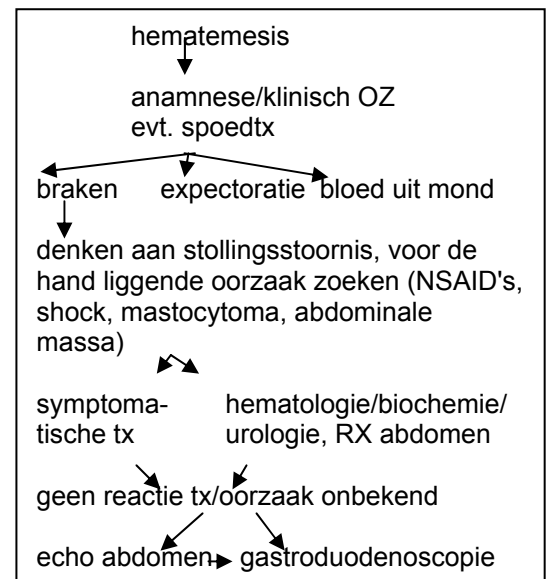 hematemesis
anamnese/klinisch OZ
evt. spoedtx
braken expectoratie bloed uit mond
denken aan stollingsstoornis, voor de
hand liggende oorzaak zoeken (NSAID's,
shock, mastocytoma, abdominale
massa)
symptoma-
tische tx
hematologie/biochemie/
urologie, RX abdomen
geen reactie tx/oorzaak onbekend
echo abdomen gastroduodenoscopie